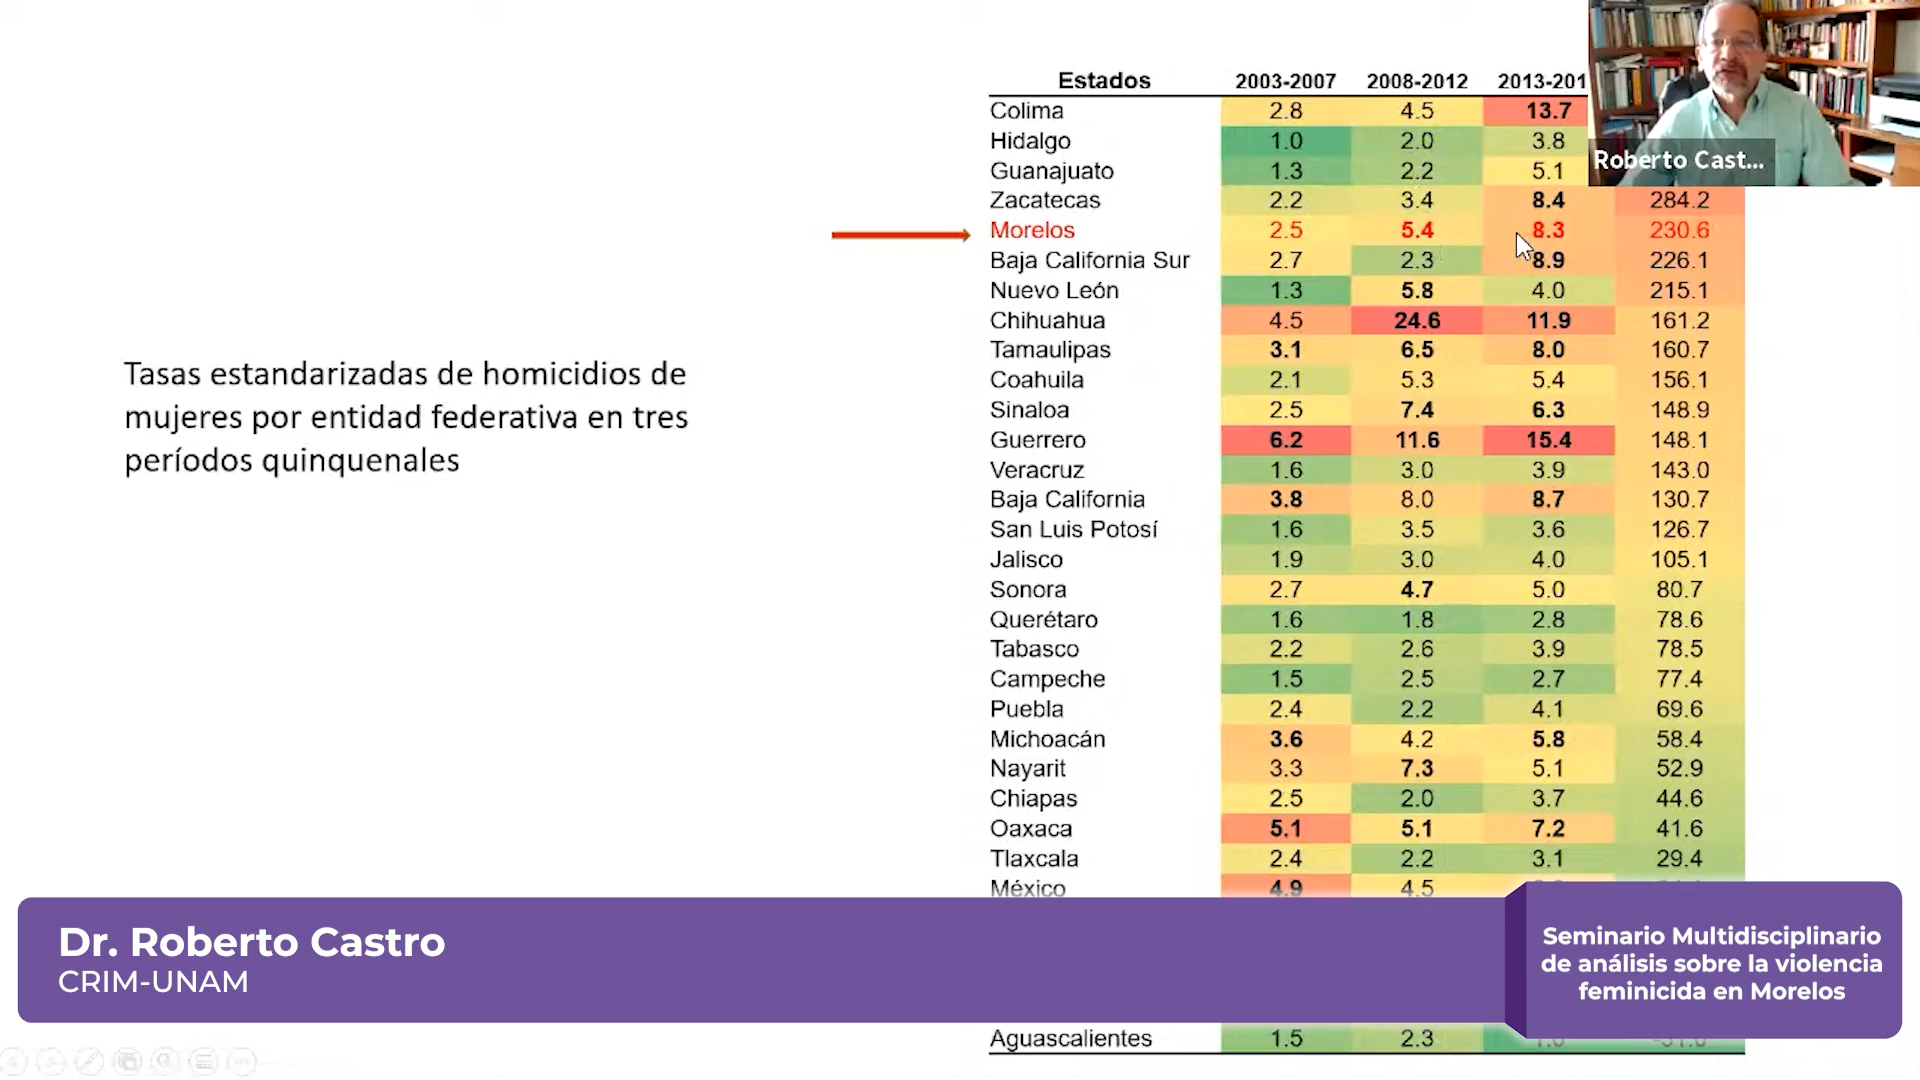 Estados 2003-2007 2008-2012 2013-201
Colima 2.8 4.5 13.7
Hidalgo 1.0 2.0 3.8
Guanajuato 1.3 2.2 5.1
Roberto Cast...
Zacatecas 2.2 3.4 8.4 284.2
Morelos 2.5 5.4 8.3 230.6
Baja California Sur 2.7 2.3 8.9 226.1
Nuevo León 1.3 5.8 4.0 215.1
Chihuahua 4.5 24.6 11.9 161.2
Tamaulipas 3.1 6.5 8.0 160.7
Coahuila 2.1 5.3 5.4 156.1
Sinaloa 2.5 7.4 6.3 148.9
Guerrero 6.2 11.6 15.4 148.1
Veracruz 1.6 3.0 3.9 143.0
Baja California 3.8 8.0 8.7 130.7
San Luis Potosí 1.6 3.5 3.6 126.7
Jalisco 1.9 3.0 4.0 105.1
Sonora 2.7 4.7 5.0 80.7
Querétaro 1.6 1.8 2.8 78.6
Tabasco 2.2 2.6 3.9 78.5
Campeche 1.5 2.5 2.7 77.4
Puebla 2.4 2.2 4.1 69.6
Michoacán 3.6 4.2 5.8 58.4
Nayarit 3.3 7.3 5.1 52.9
Chiapas 2.5 2.0 3.7 44.6
Oaxaca 5.1 5.1 7.2 41.6
Tlaxcala 2.4 2.2 3.1 29.4
México 4.9 4.5
Aguascalientes 1.5 2.3
Tasas estandarizadas de homicidios de
mujeres por entidad federativa en tres
períodos quinquenales
Dr. Roberto Castro
CRIM-UNAM
Seminario Multidisciplinario
de análisis sobre la violencia
feminicida en Morelos